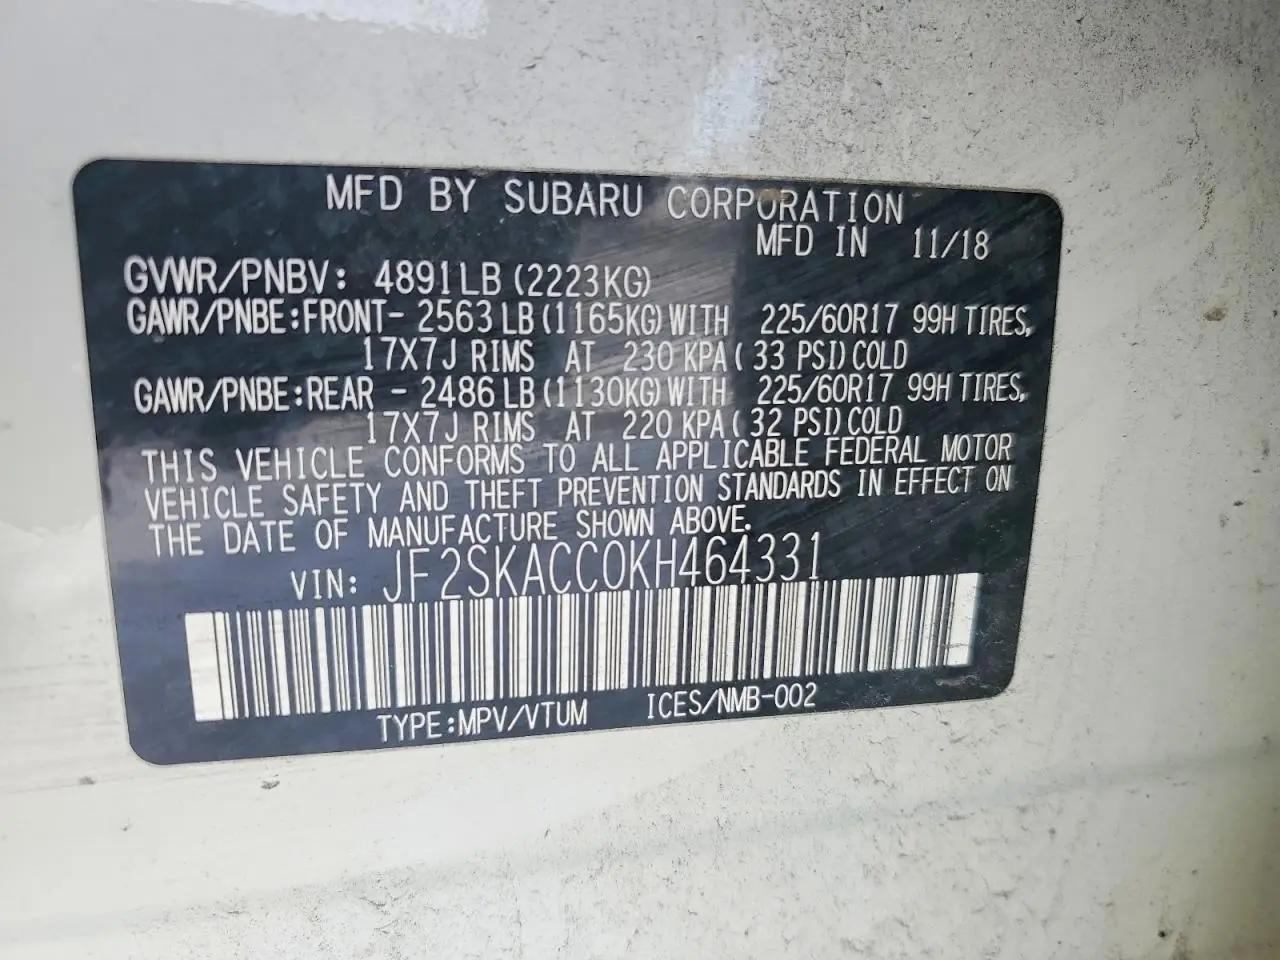 MFD BY SUBARU CORPORATION
MFD IN 11/18
GVWR/PNBV: 4891LB (2223KG)
GAWR/PNBE:FRONT- 2563 LB (1165KG) WITH 225/60R17 99H TIRES,
17X7J RIMS AT 230 KPA ( 33 PSI) COLD
GAWR/PNBE:REAR - 2486 LB (1130KG) WITH 225/60R17 99H TIRES,
17X7J RIMS AT 220 KPA ( 32 PSI) COLD
THIS VEHICLE CONFORMS TO ALL APPLICABLE FEDERAL MOTOR
VEHICLE SAFETY AND THEFT PREVENTION STANDARDS IN EFFECT ON
THE DATE OF MANUFACTURE SHOWN ABOVE.
VIN: JF2SKACC0KH464331
TYPE:MPV/VTUM ICES/NMB-002